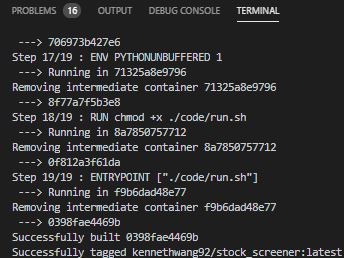 PROBLEMS 16 OUTPUT DEBUG CONSOLE TERMINAL
---> 706973b427e6
Step 17/19 : ENV PYTHONUNBUFFERED 1
---> Running in 71325a8e9796
Removing intermediate container 71325a8e9796
---> 8f77a7f5b3e8
Step 18/19 : RUN chmod +x ./code/run.sh
---> Running in 8a7850757712
Removing intermediate container 8a7850757712
---> 0f812a3f61da
Step 19/19 : ENTRYPOINT ["./code/run.sh"]
---> Running in f9b6dad48e77
Removing intermediate container f9b6dad48e77
---> 0398fae4469b
Successfully built 0398fae4469b
Successfully tagged kennethwang92/stock_screener:latest